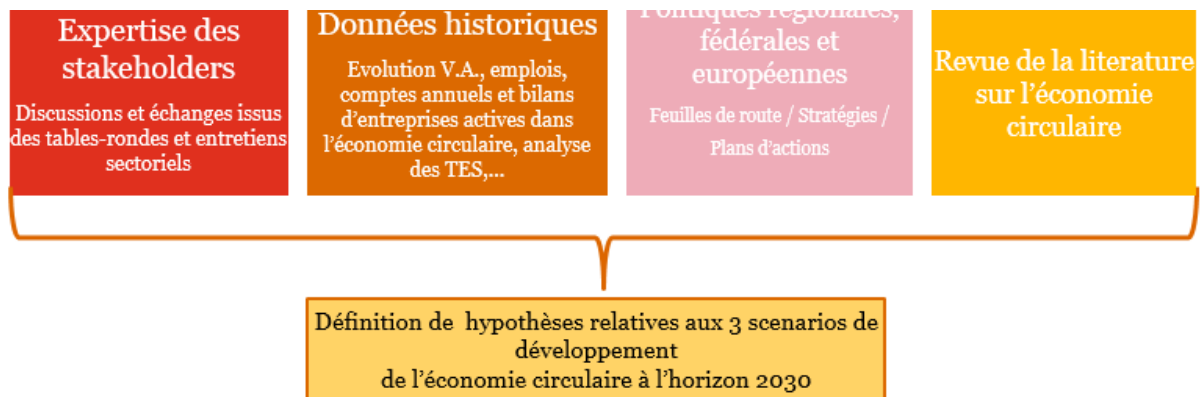 Expertise des
stakeholders
Discussions et échanges issus
des tables-rondes et entretiens
sectoriels
Données historiques
Evolution V.A., emplois,
comptes annuels et bilans
d'entreprises actives dans
l'économie circulaire, analyse
des TES,...
Politiques régionales,
fédérales et
européennes
Feuilles de route / Stratégies /
Plans d'actions
Revue de la literature
sur l'économie
circulaire
Définition de hypothèses relatives aux 3 scenarios de
développement
de l'économie circulaire à l'horizon 2030